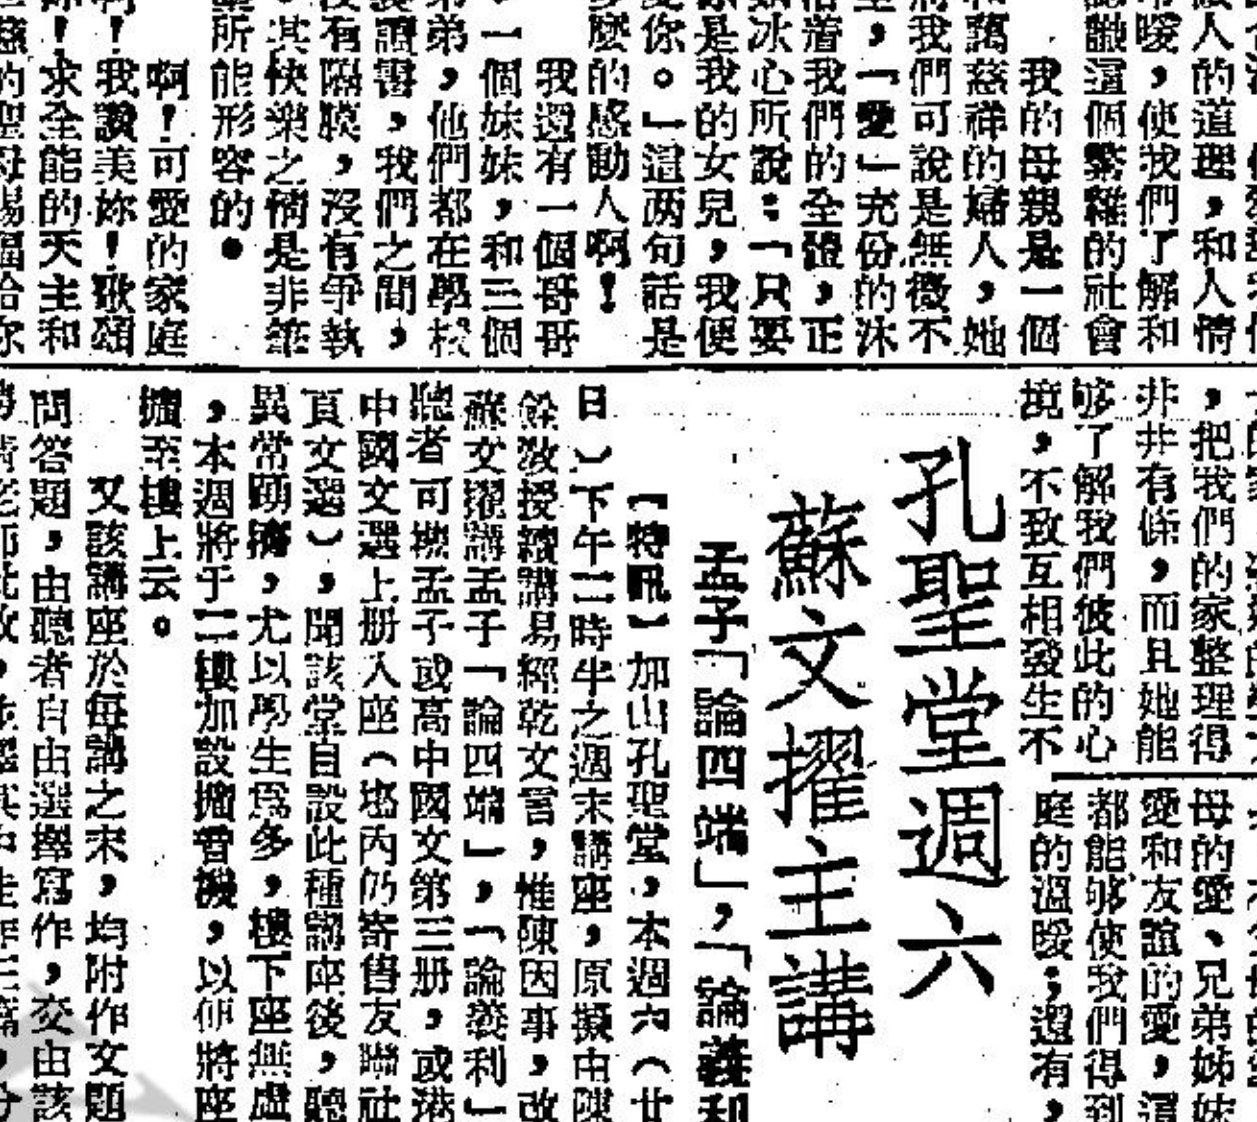 人的道理，和人情
暖，使我們了解和
這個繁雜的社會
我的母親是一個
和藹慈祥的婦人，她
我們可說是無微不
，「愛」充份的沐
浴着我們的全體，正
冰心所說：「只要
你是我的女兒，我便
愛你。」這兩句話是
多麼的感動人啊！
我還有一個哥哥
一個妹妹，和三個
弟，他們都在學校
讀書，我們之間，
沒有隔膜，沒有爭執
其快樂之情是非筆
所能形容的。
啊！可愛的家庭
啊！我讚美妳！歌頌
！求全能的天主和
慈的聖母賜福給你
，把我們的家整理得
井井有條，而且她能
够了解我們彼此的心
境，不致互相發生不
母的愛、兄弟姊妹
愛和友誼的愛，這
都能够使我們得到
庭的溫暖；還有，
孔聖堂週六
蘇文擢主講
孟子「論四端」，「論義利
【特訊】加山孔聖堂，本週六（廿
日）下午二時半之週末講座，原擬由陳
餘教授續講易經乾文言，惟陳因事，改
蘇文擢講孟子「論四端」，「論義利」
聽者可携孟子或高中國文第三册，或港
中國文選上册入座（塲內仍寄售友聯社
頁文選），聞該堂自設此種講座後，聽
異常踴躋，尤以學生爲多，樓下座無虛
，本週將于二樓加設擴音機，以便將座
擴至樓上云。
又該講座於每講之末，均附作文題
問答題，由聽者自由選擇寫作，交由該